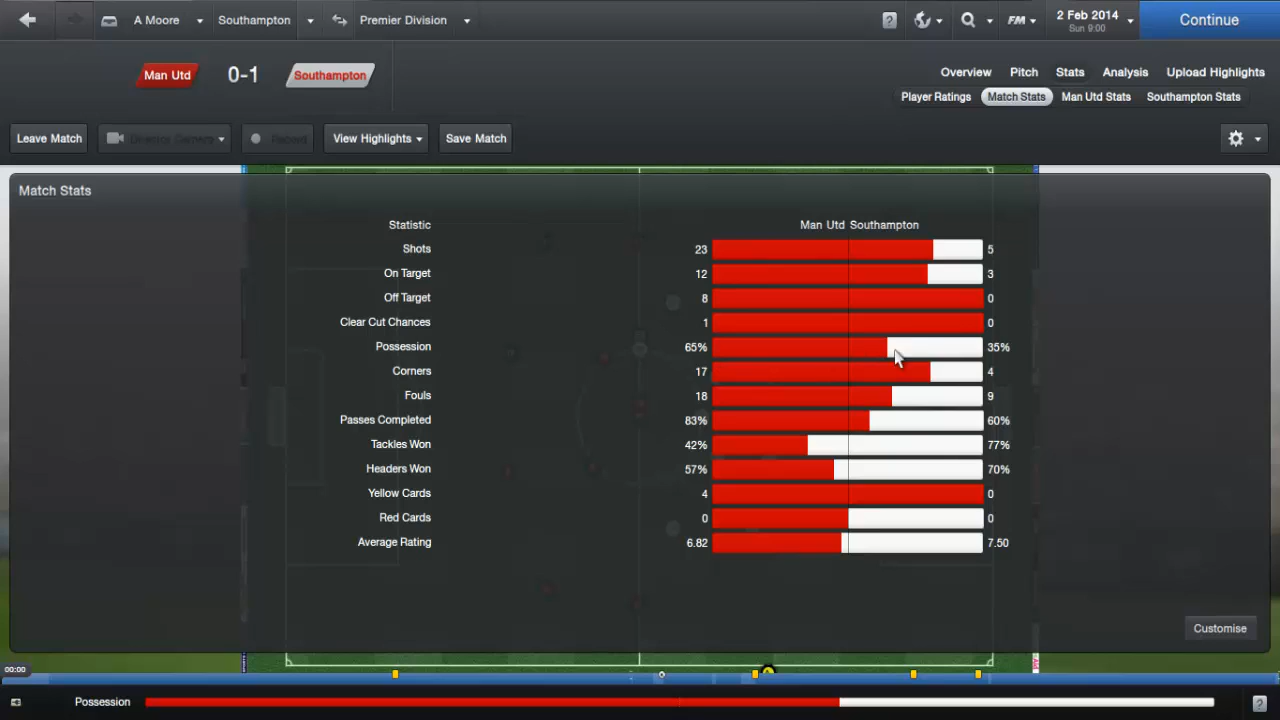 A Moore Southampton Premier Division ? FM 2 Feb 2014 Continue
Sun 9:00
Man Utd 0-1 Southampton
Overview Pitch Stats Analysis Upload Highlights
Player Ratings Match Stats Man Utd Stats Southampton Stats
Leave Match Director Camera Record View Highlights Save Match
Match Stats
Statistic Man Utd Southampton
Shots 23 5
On Target 12 3
Off Target 8 0
Clear Cut Chances 1 0
Possession 65% 35%
Corners 17 4
Fouls 18 9
Passes Completed 83% 60%
Tackles Won 42% 77%
Headers Won 57% 70%
Yellow Cards 4 0
Red Cards 0 0
Average Rating 6.82 7.50
Customise
00:00
Possession ?